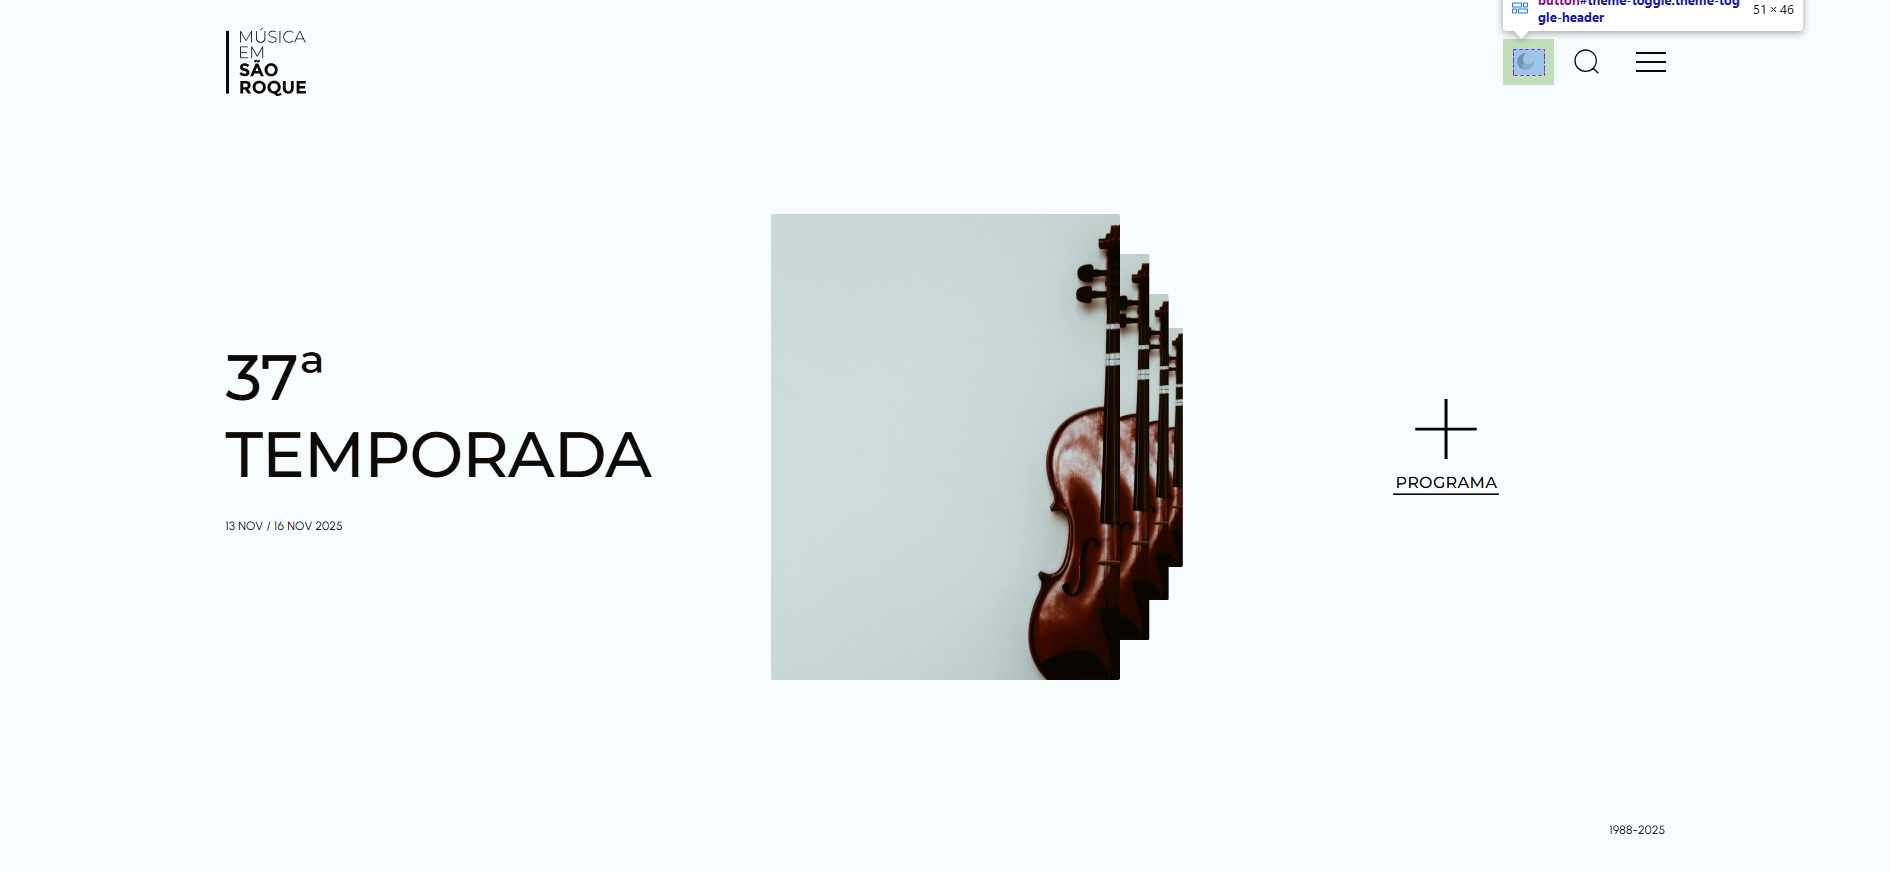 button#theme-toggle.theme-tog
gle-header
51 × 46
MÚSICA
EM
SÃO
ROQUE
37ª
TEMPORADA
13 NOV / 16 NOV 2025
PROGRAMA
1988-2025